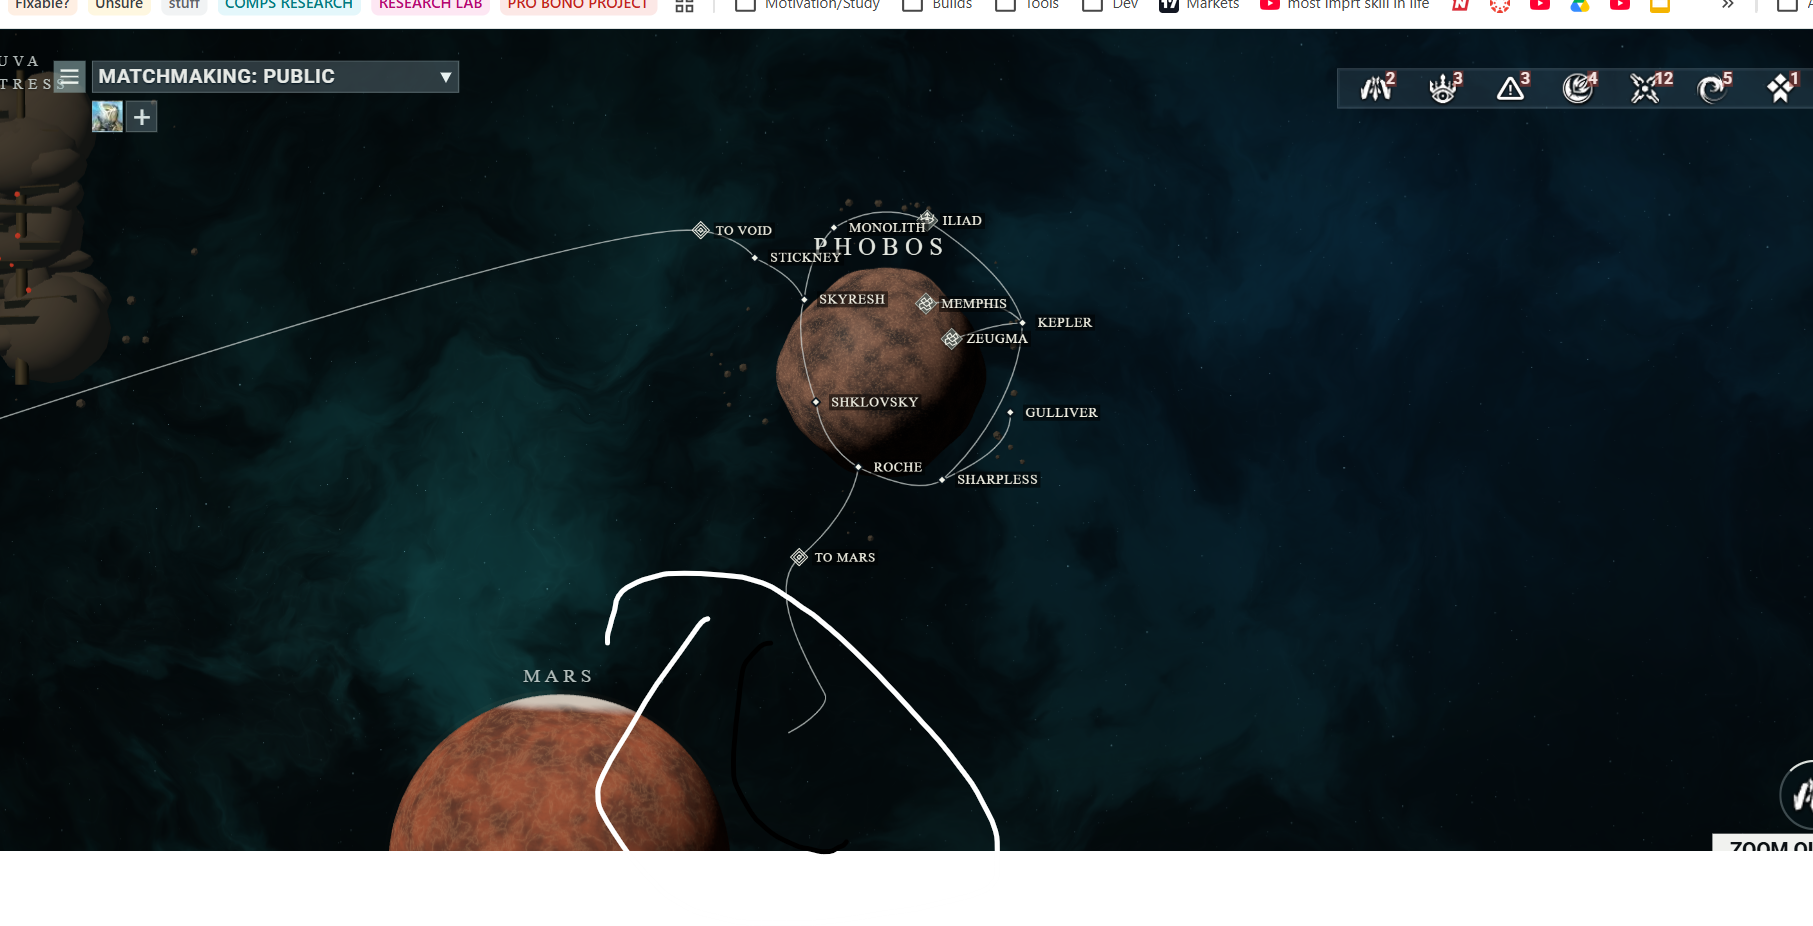 Fixable?
Unsure
stuff
COMPS RESEARCH
RESEARCH LAB
PRO BONO PROJECT
Motivation/Study
Builds
Tools
Dev
Markets
most imprt skill in life
»
UVA
TRESS
MATCHMAKING: PUBLIC
2
3
3
4
12
5
1
TO VOID
MONOLITH
ILIAD
PHOBOS
STICKNEY
SKYRESH
MEMPHIS
KEPLER
ZEUGMA
SHKLOVSKY
GULLIVER
ROCHE
SHARPLESS
TO MARS
MARS